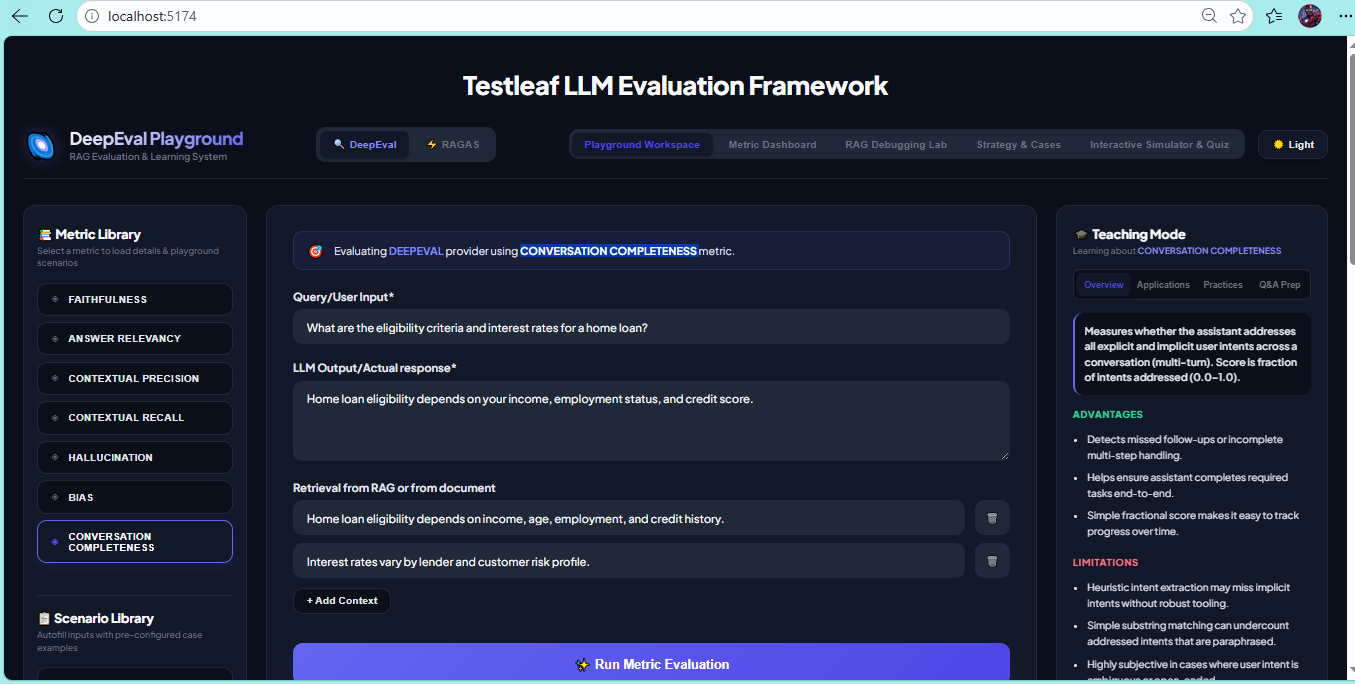 localhost:5174
Testleaf LLM Evaluation Framework
DeepEval Playground
RAG Evaluation & Learning System
DeepEval
RAGAS
Playground Workspace
Metric Dashboard
RAG Debugging Lab
Strategy & Cases
Interactive Simulator & Quiz
Light
Metric Library
Select a metric to load details & playground
scenarios
FAITHFULNESS
ANSWER RELEVANCY
CONTEXTUAL PRECISION
CONTEXTUAL RECALL
HALLUCINATION
BIAS
CONVERSATION
COMPLETENESS
Scenario Library
Autofill inputs with pre-configured case
examples
Evaluating DEEPEVAL provider using CONVERSATION COMPLETENESS metric.
Query/User Input*
What are the eligibility criteria and interest rates for a home loan?
LLM Output/Actual response*
Home loan eligibility depends on your income, employment status, and credit score.
Retrieval from RAG or from document
Home loan eligibility depends on income, age, employment, and credit history.
Interest rates vary by lender and customer risk profile.
+ Add Context
Run Metric Evaluation
Teaching Mode
Learning about CONVERSATION COMPLETENESS
Overview
Applications
Practices
Q&A Prep
Measures whether the assistant addresses
all explicit and implicit user intents across a
conversation (multi-turn). Score is fraction
of intents addressed (0.0–1.0).
ADVANTAGES
• Detects missed follow-ups or incomplete
multi-step handling.
• Helps ensure assistant completes required
tasks end-to-end.
• Simple fractional score makes it easy to track
progress over time.
LIMITATIONS
• Heuristic intent extraction may miss implicit
intents without robust tooling.
• Simple substring matching can undercount
addressed intents that are paraphrased.
• Highly subjective in cases where user intent is
ambiguous or open-ended.